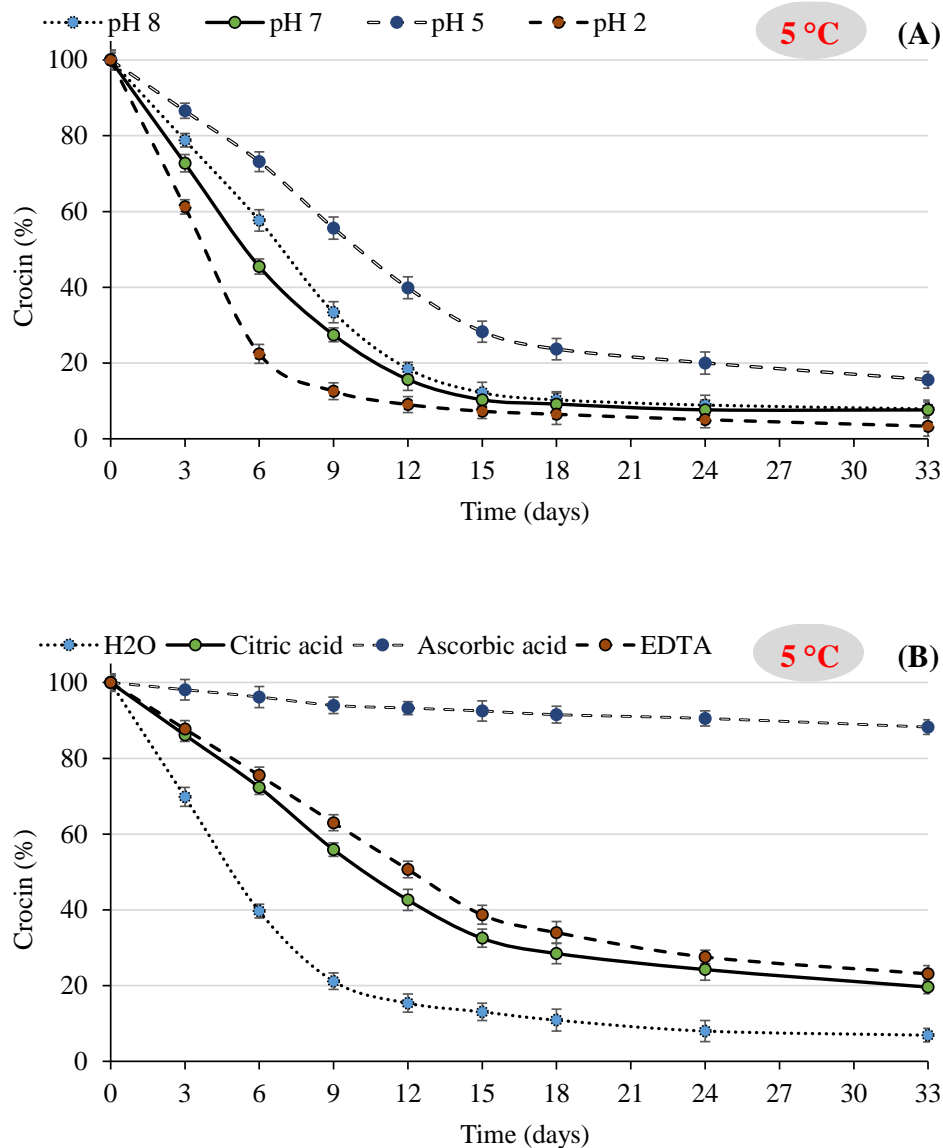 pH 8 pH 7 pH 5 pH 2
5 °C (A)
100
80
60
40
20
0
Crocin (%)
0 3 6 9 12 15 18 21 24 27 30 33
Time (days)
H2O Citric acid Ascorbic acid EDTA
5 °C (B)
100
80
60
40
20
0
Crocin (%)
0 3 6 9 12 15 18 21 24 27 30 33
Time (days)